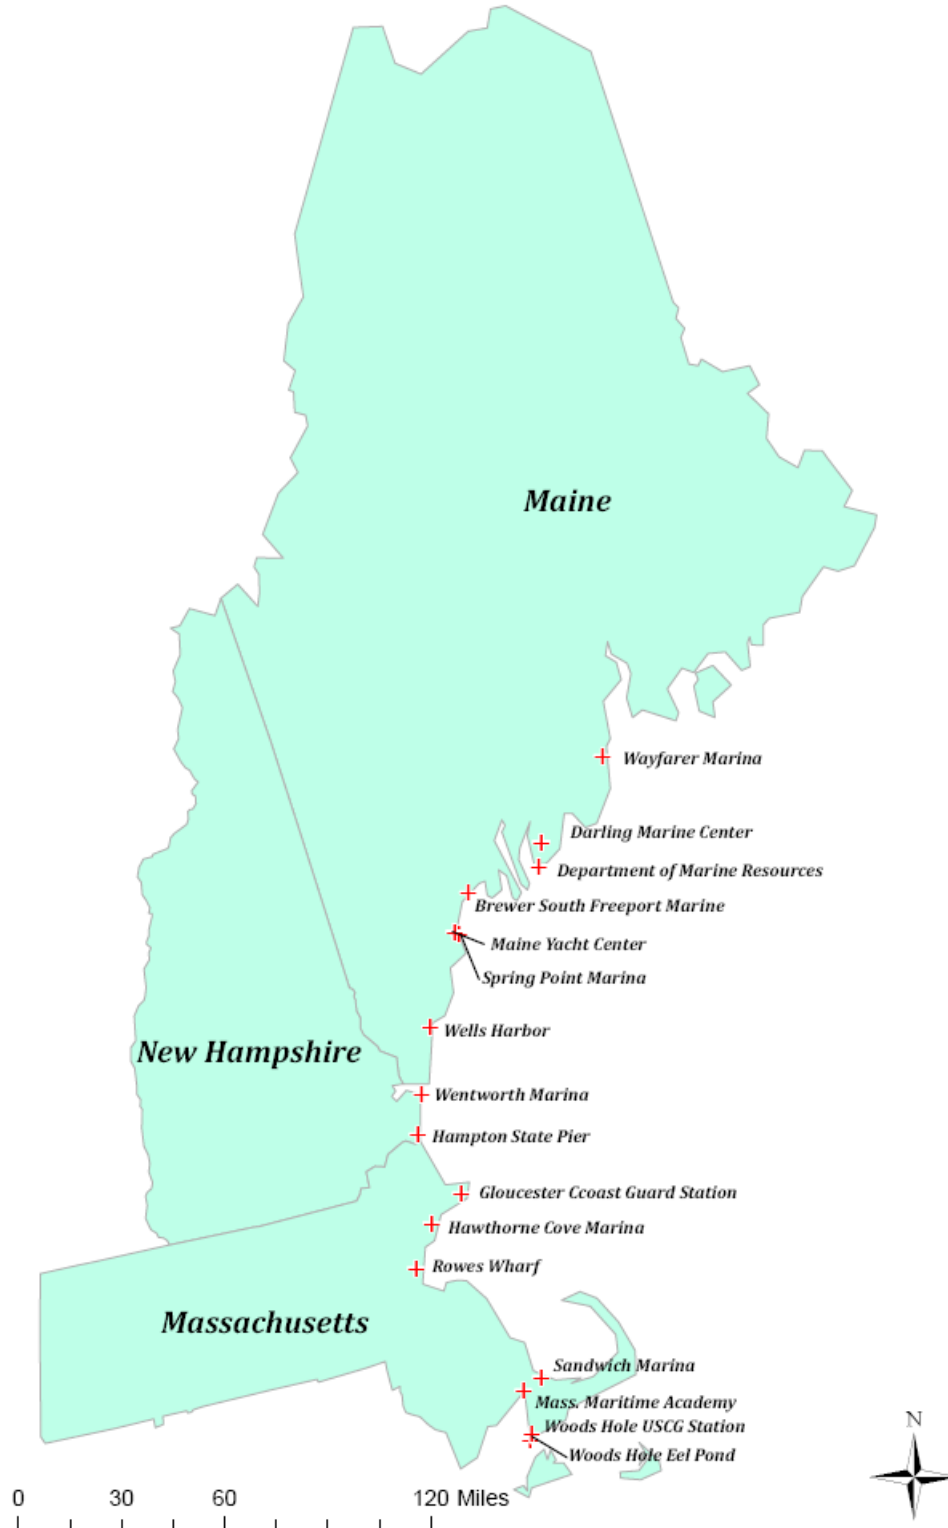 Maine
Wayfarer Marina
Darling Marine Center
Department of Marine Resources
Brewer South Freeport Marine
Maine Yacht Center
Spring Point Marina
Wells Harbor
New Hampshire
Wentworth Marina
Hampton State Pier
Gloucester Ccoast Guard Station
Hawthorne Cove Marina
Rowes Wharf
Massachusetts
Sandwich Marina
Mass. Maritime Academy
Woods Hole USCG Station
Woods Hole Eel Pond
N
0 30 60 120 Miles